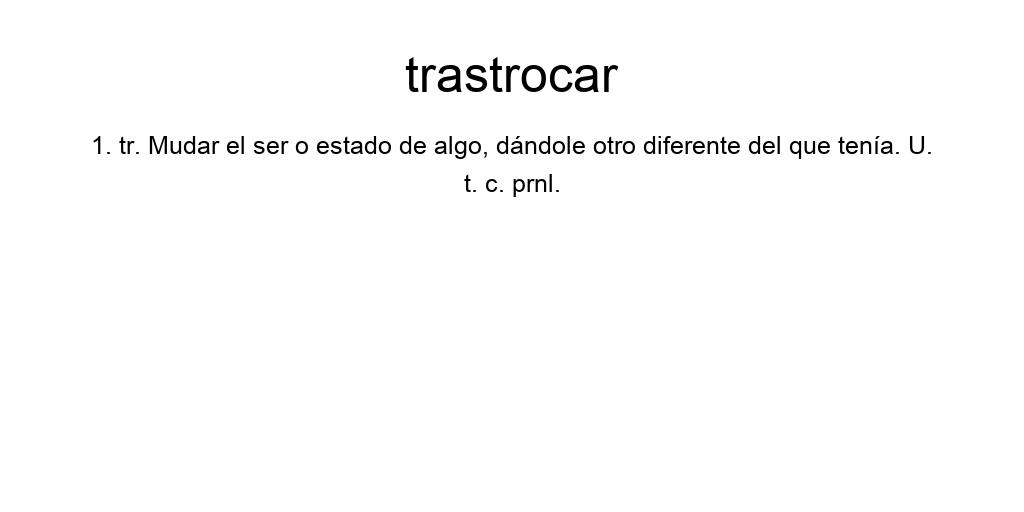 trastrocar
1. tr. Mudar el ser o estado de algo, dándole otro diferente del que tenía. U.
t. c. prnl.